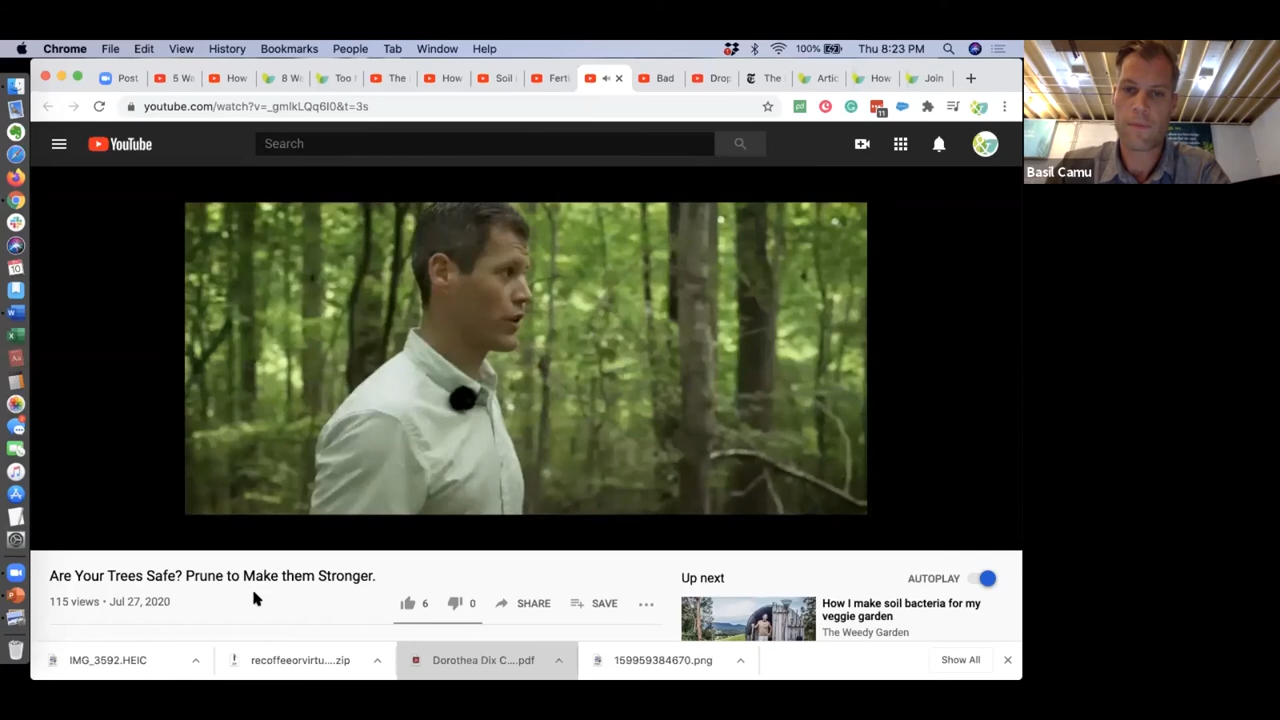 Chrome File Edit View History Bookmarks People Tab Window Help 100% Thu 8:23 PM
Post 5 Wa How 8 Wa Too The How Soil Ferti Bad Drop The Artic How Join
youtube.com/watch?v=_gmlkLQq6I0&t=3s
11
YouTube Search
Basil Camu
Are Your Trees Safe? Prune to Make them Stronger.
115 views • Jul 27, 2020
6 0 SHARE SAVE
Up next AUTOPLAY
How I make soil bacteria for my
veggie garden
The Weedy Garden
IMG_3592.HEIC recoffeeorvirtu....zip Dorothea Dix C....pdf 159959384670.png Show All